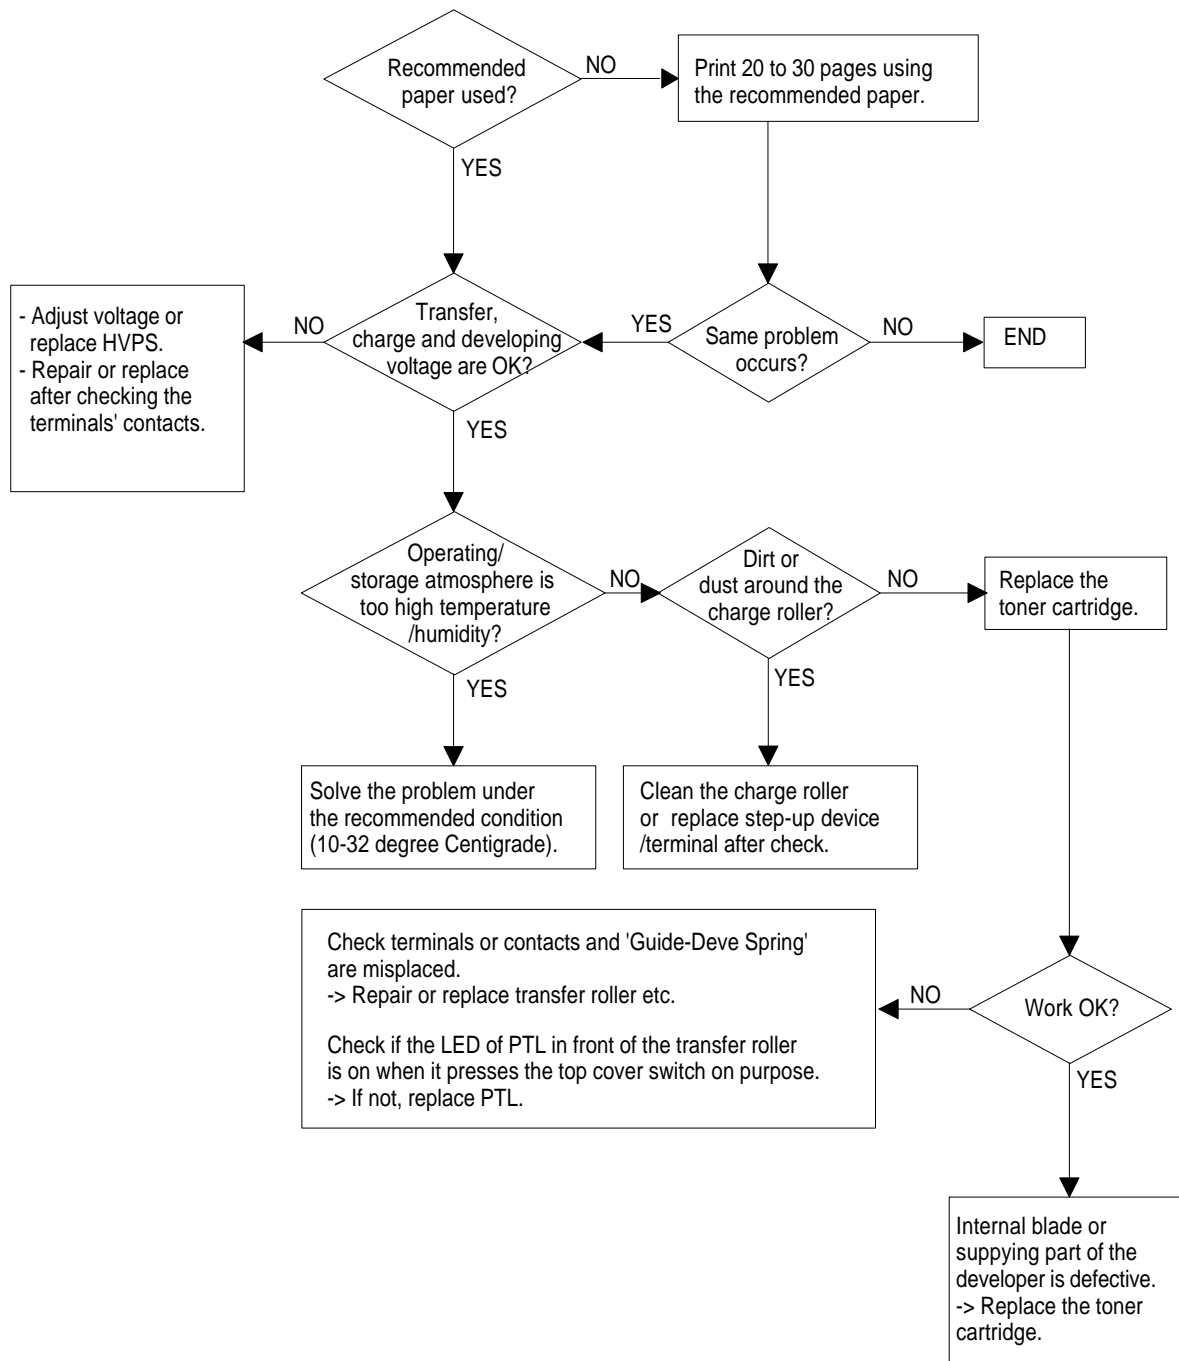 Recommended
paper used?
NO
Print 20 to 30 pages using
the recommended paper.
YES
- Adjust voltage or
replace HVPS.
- Repair or replace
after checking the
terminals' contacts.
NO
Transfer,
charge and developing
voltage are OK?
YES
Same problem
occurs?
NO
END
YES
Operating/
storage atmosphere is
too high temperature
/humidity?
NO
Dirt or
dust around the
charge roller?
NO
Replace the
toner cartridge.
YES
YES
Solve the problem under
the recommended condition
(10-32 degree Centigrade).
Clean the charge roller
or replace step-up device
/terminal after check.
Check terminals or contacts and 'Guide-Deve Spring'
are misplaced.
-> Repair or replace transfer roller etc.
Check if the LED of PTL in front of the transfer roller
is on when it presses the top cover switch on purpose.
-> If not, replace PTL.
NO
Work OK?
YES
Internal blade or
suppying part of the
developer is defective.
-> Replace the toner
cartridge.